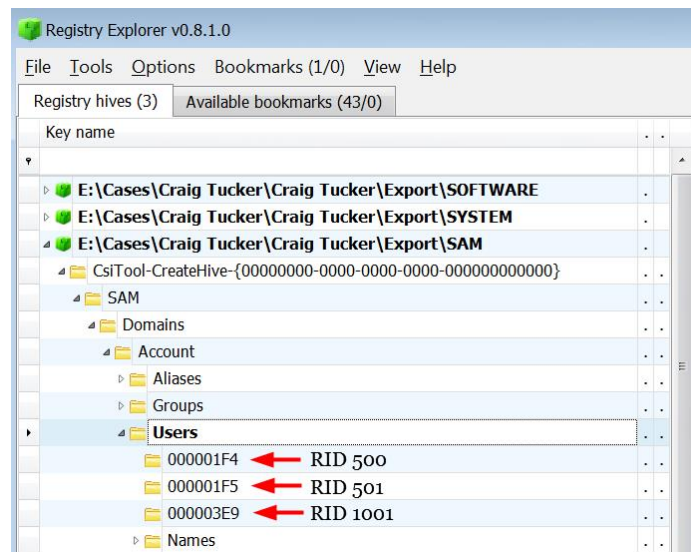 Registry Explorer v0.8.1.0
File Tools Options Bookmarks (1/0) View Help
Registry hives (3) Available bookmarks (43/0)
Key name . .
E:\Cases\Craig Tucker\Craig Tucker\Export\SOFTWARE .
E:\Cases\Craig Tucker\Craig Tucker\Export\SYSTEM .
E:\Cases\Craig Tucker\Craig Tucker\Export\SAM .
CsiTool-CreateHive-{00000000-0000-0000-0000-000000000000} . .
SAM . .
Domains . .
Account . .
Aliases . .
Groups . .
Users . .
000001F4 RID 500 . .
000001F5 RID 501 . .
000003E9 RID 1001 . .
Names . .